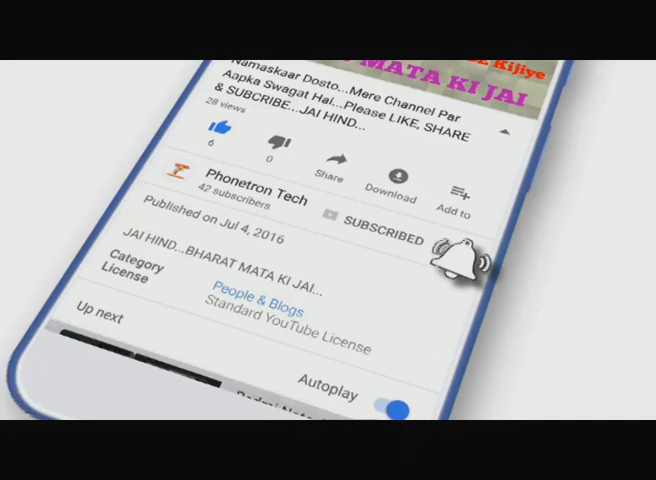 Kijiye
MATA KI JAI
Namaskaar Dosto...Mere Channel Par
Aapka Swagat Hai...Please LIKE, SHARE
& SUBCRIBE...JAI HIND...
28 views
6
0
Share
Download
Add to
Phonetron Tech
42 subscribers
SUBSCRIBED
Published on Jul 4, 2016
JAI HIND...BHARAT MATA KI JAI...
Category
People & Blogs
License
Standard YouTube License
Up next
Autoplay